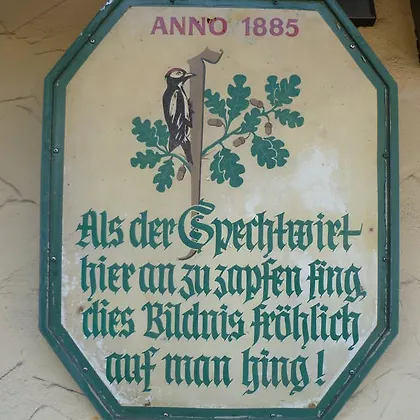 ANNO 1885
Als der Spechtwirt
hier an zu zapfen fing,
dies Bildnis fröhlich
auf man hing!